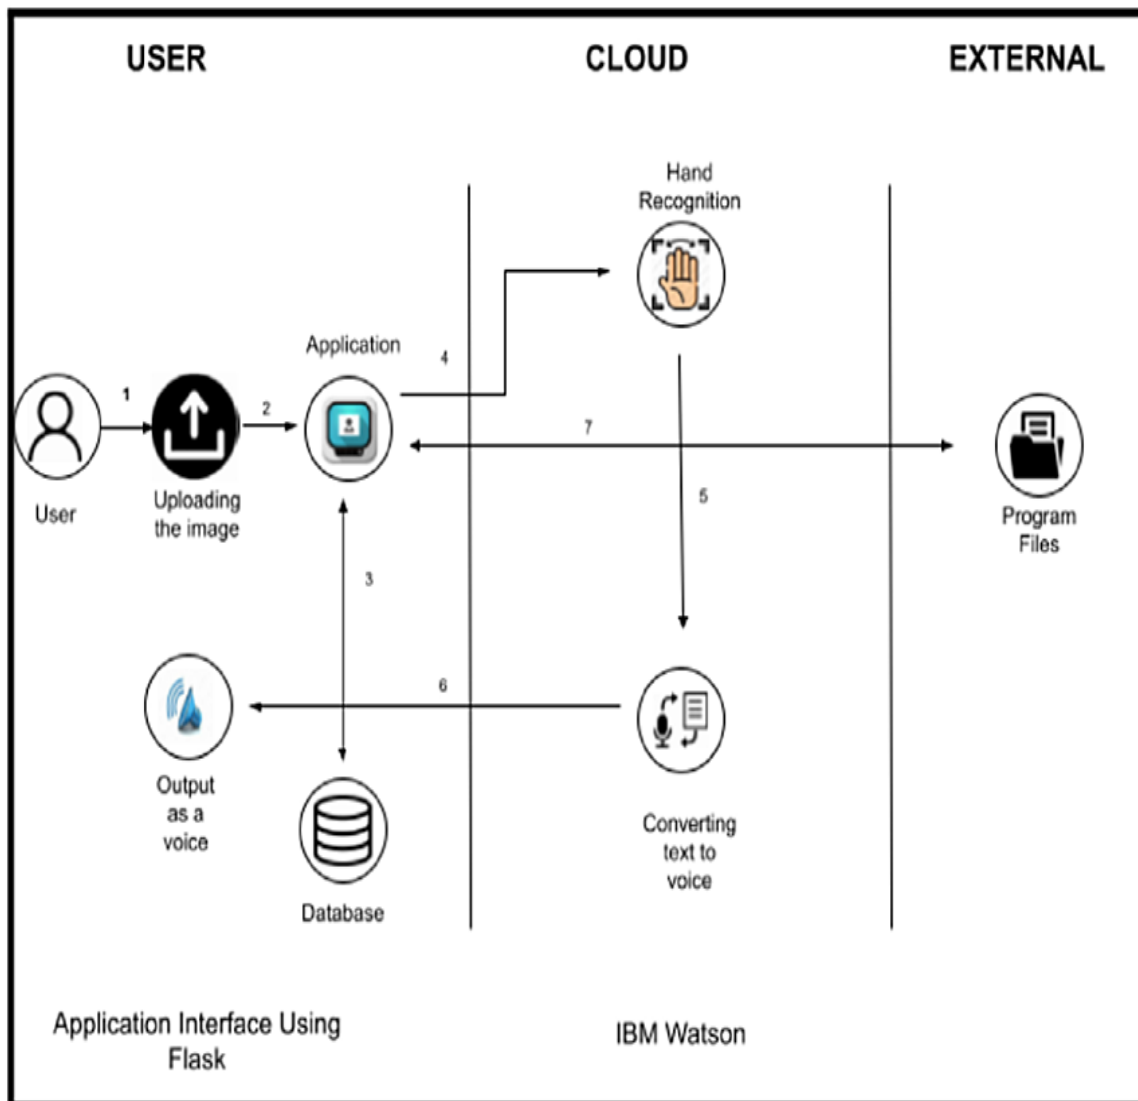 USER
CLOUD
EXTERNAL
Hand
Recognition
Application
4
1
2
7
User
Uploading
the image
5
Program
Files
3
6
Output
as a
voice
Converting
text to
voice
Database
Application Interface Using
Flask
IBM Watson